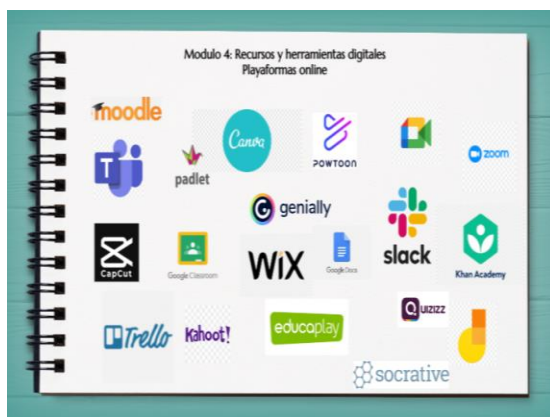 Modulo 4: Recursos y herramientas digitales
Playaformas online
moodle
Canva
POWTOON
zoom
T
padlet
genially
slack
CapCut
Google Classroom
WiX
Google Docs
Khan Academy
Trello
Kahoot!
educaplay
QUIZIZZ
socrative